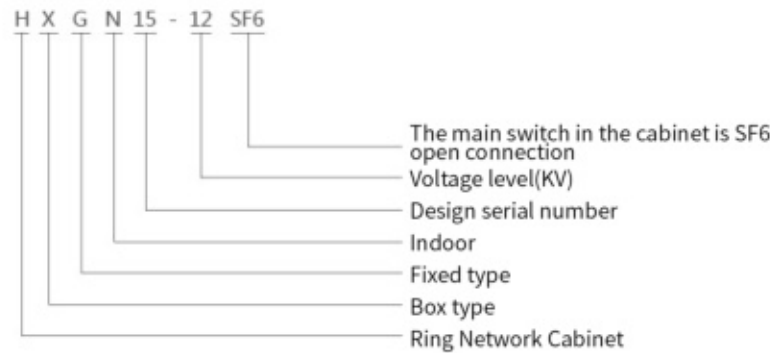 H X G N 15 - 12 SF6
The main switch in the cabinet is SF6
open connection
Voltage level(KV)
Design serial number
Indoor
Fixed type
Box type
Ring Network Cabinet